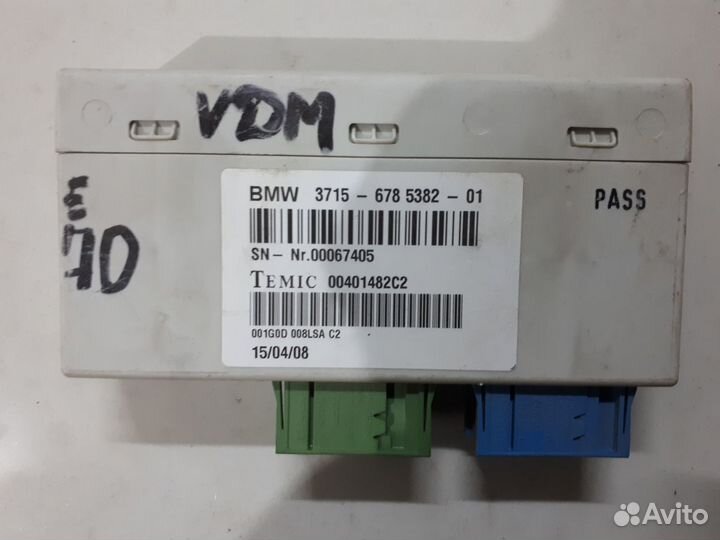 VDM
E70
BMW 3715 - 678 5382 - 01
PASS
SN- Nr.00067405
TEMIC 00401482C2
001G0D 008LSA C2
15/04/08
Avito